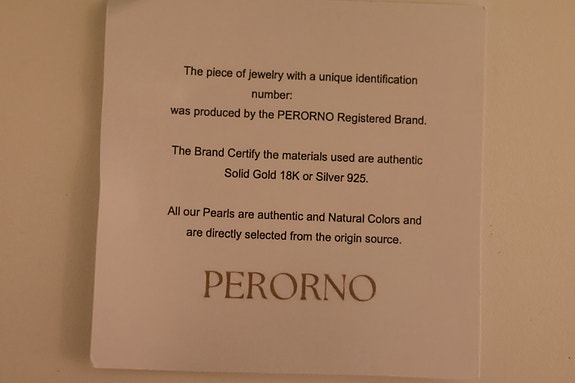 The piece of jewelry with a unique identification
number:
was produced by the PERORNO Registered Brand.
The Brand Certify the materials used are authentic
Solid Gold 18K or Silver 925.
All our Pearls are authentic and Natural Colors and
are directly selected from the origin source.
PERORNO